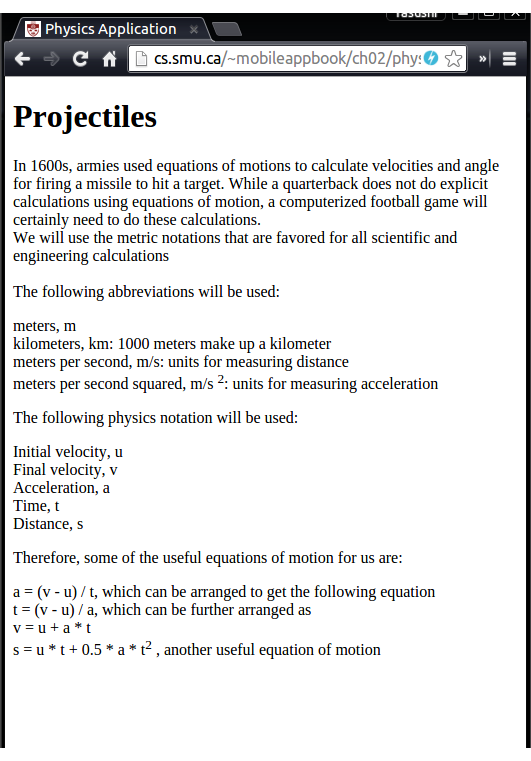 Physics Application
cs.smu.ca/~mobileappbook/ch02/phys
Projectiles
In 1600s, armies used equations of motions to calculate velocities and angle
for firing a missile to hit a target. While a quarterback does not do explicit
calculations using equations of motion, a computerized football game will
certainly need to do these calculations.
We will use the metric notations that are favored for all scientific and
engineering calculations
The following abbreviations will be used:
meters, m
kilometers, km: 1000 meters make up a kilometer
meters per second, m/s: units for measuring distance
meters per second squared, m/s ²: units for measuring acceleration
The following physics notation will be used:
Initial velocity, u
Final velocity, v
Acceleration, a
Time, t
Distance, s
Therefore, some of the useful equations of motion for us are:
a = (v - u) / t, which can be arranged to get the following equation
t = (v - u) / a, which can be further arranged as
v = u + a * t
s = u * t + 0.5 * a * t² , another useful equation of motion